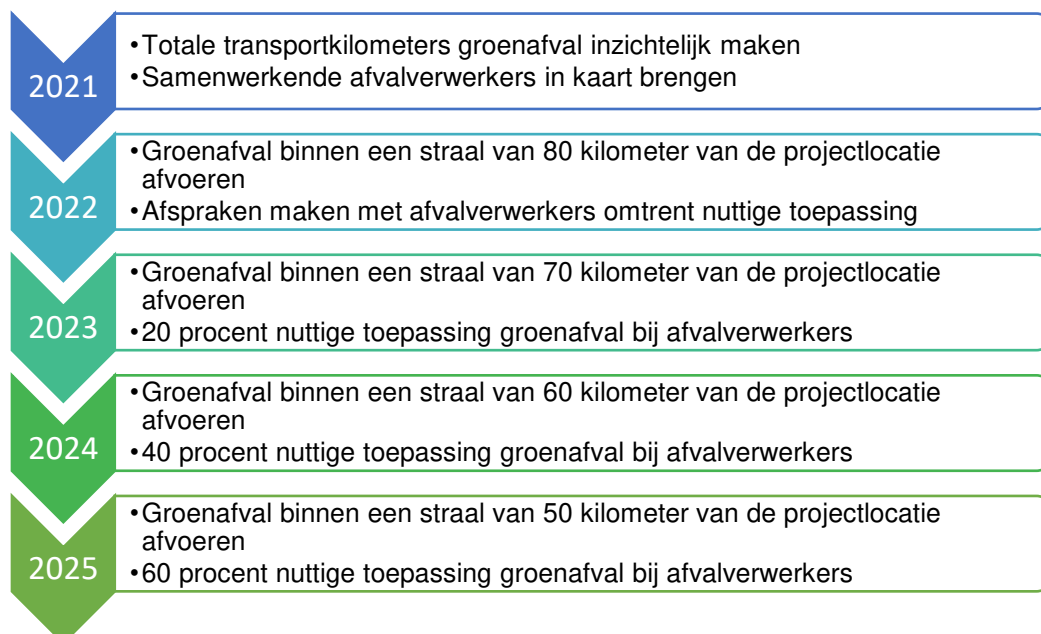 2021
•Totale transportkilometers groenafval inzichtelijk maken
•Samenwerkende afvalverwerkers in kaart brengen
2022
•Groenafval binnen een straal van 80 kilometer van de projectlocatie
afvoeren
•Afspraken maken met afvalverwerkers omtrent nuttige toepassing
2023
•Groenafval binnen een straal van 70 kilometer van de projectlocatie
afvoeren
•20 procent nuttige toepassing groenafval bij afvalverwerkers
2024
•Groenafval binnen een straal van 60 kilometer van de projectlocatie
afvoeren
•40 procent nuttige toepassing groenafval bij afvalverwerkers
2025
•Groenafval binnen een straal van 50 kilometer van de projectlocatie
afvoeren
•60 procent nuttige toepassing groenafval bij afvalverwerkers